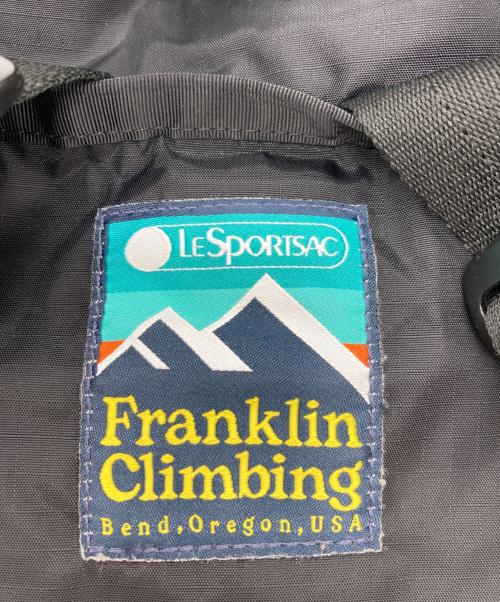 LESPORTSAC
Franklin
Climbing
Bend, Oregon, USA